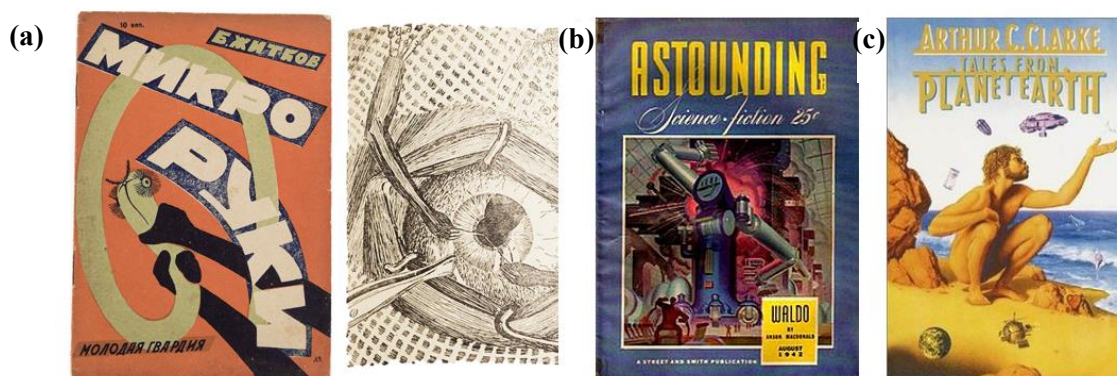 (a)
10 коп.
Б. ЖИТКОВ
МИКРО
РУКИ
МОЛОДАЯ ГВАРДИЯ
(b)
ASTOUNDING
Science-fiction 25¢
WALDO
BY
ANSON MACDONALD
AUGUST
1942
A STREET AND SMITH PUBLICATION
(c)
ARTHUR C. CLARKE
TALES FROM
PLANET EARTH